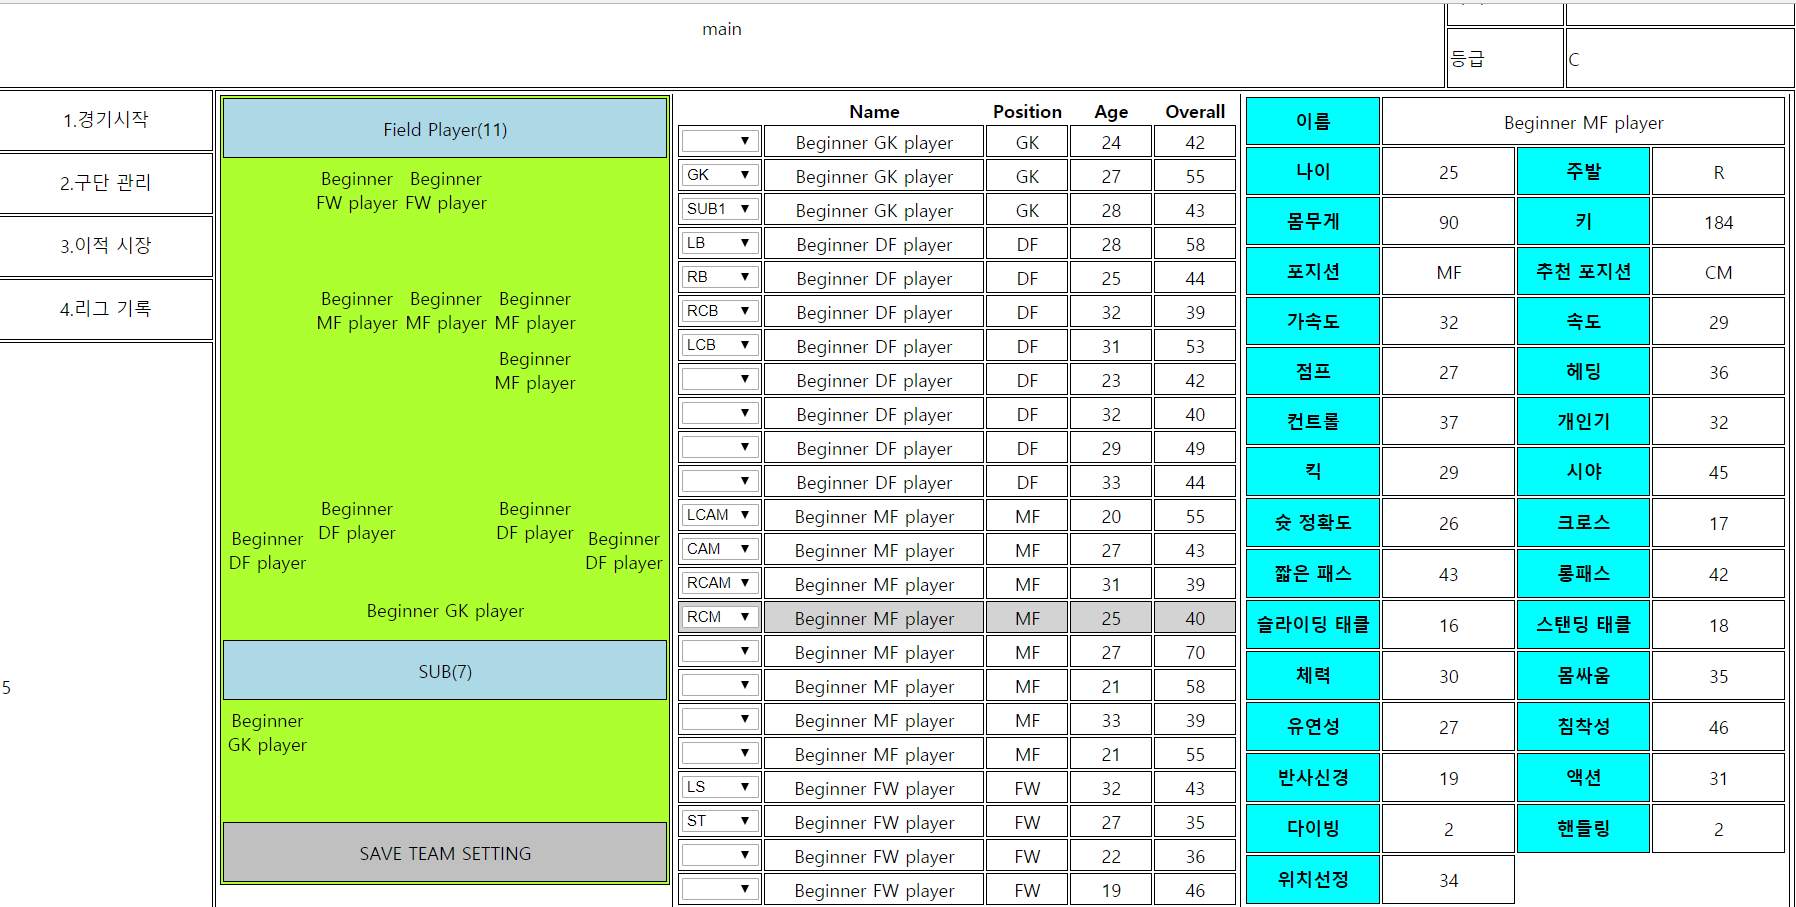 main
등급 C
1.경기시작
2.구단 관리
3.이적 시장
4.리그 기록
5
Field Player(11)
Beginner FW player
Beginner FW player
Beginner MF player
Beginner MF player
Beginner MF player
Beginner MF player
Beginner DF player
Beginner DF player
Beginner DF player
Beginner DF player
Beginner GK player
SUB(7)
Beginner GK player
SAVE TEAM SETTING
Name Position Age Overall
Beginner GK player GK 24 42
GK Beginner GK player GK 27 55
SUB1 Beginner GK player GK 28 43
LB Beginner DF player DF 28 58
RB Beginner DF player DF 25 44
RCB Beginner DF player DF 32 39
LCB Beginner DF player DF 31 53
Beginner DF player DF 23 42
Beginner DF player DF 32 40
Beginner DF player DF 29 49
Beginner DF player DF 33 44
LCAM Beginner MF player MF 20 55
CAM Beginner MF player MF 27 43
RCAM Beginner MF player MF 31 39
RCM Beginner MF player MF 25 40
Beginner MF player MF 27 70
Beginner MF player MF 21 58
Beginner MF player MF 33 39
Beginner MF player MF 21 55
LS Beginner FW player FW 32 43
ST Beginner FW player FW 27 35
Beginner FW player FW 22 36
Beginner FW player FW 19 46
이름 Beginner MF player
나이 25 주발 R
몸무게 90 키 184
포지션 MF 추천 포지션 CM
가속도 32 속도 29
점프 27 헤딩 36
컨트롤 37 개인기 32
킥 29 시야 45
슛 정확도 26 크로스 17
짧은 패스 43 롱패스 42
슬라이딩 태클 16 스탠딩 태클 18
체력 30 몸싸움 35
유연성 27 침착성 46
반사신경 19 액션 31
다이빙 2 핸들링 2
위치선정 34